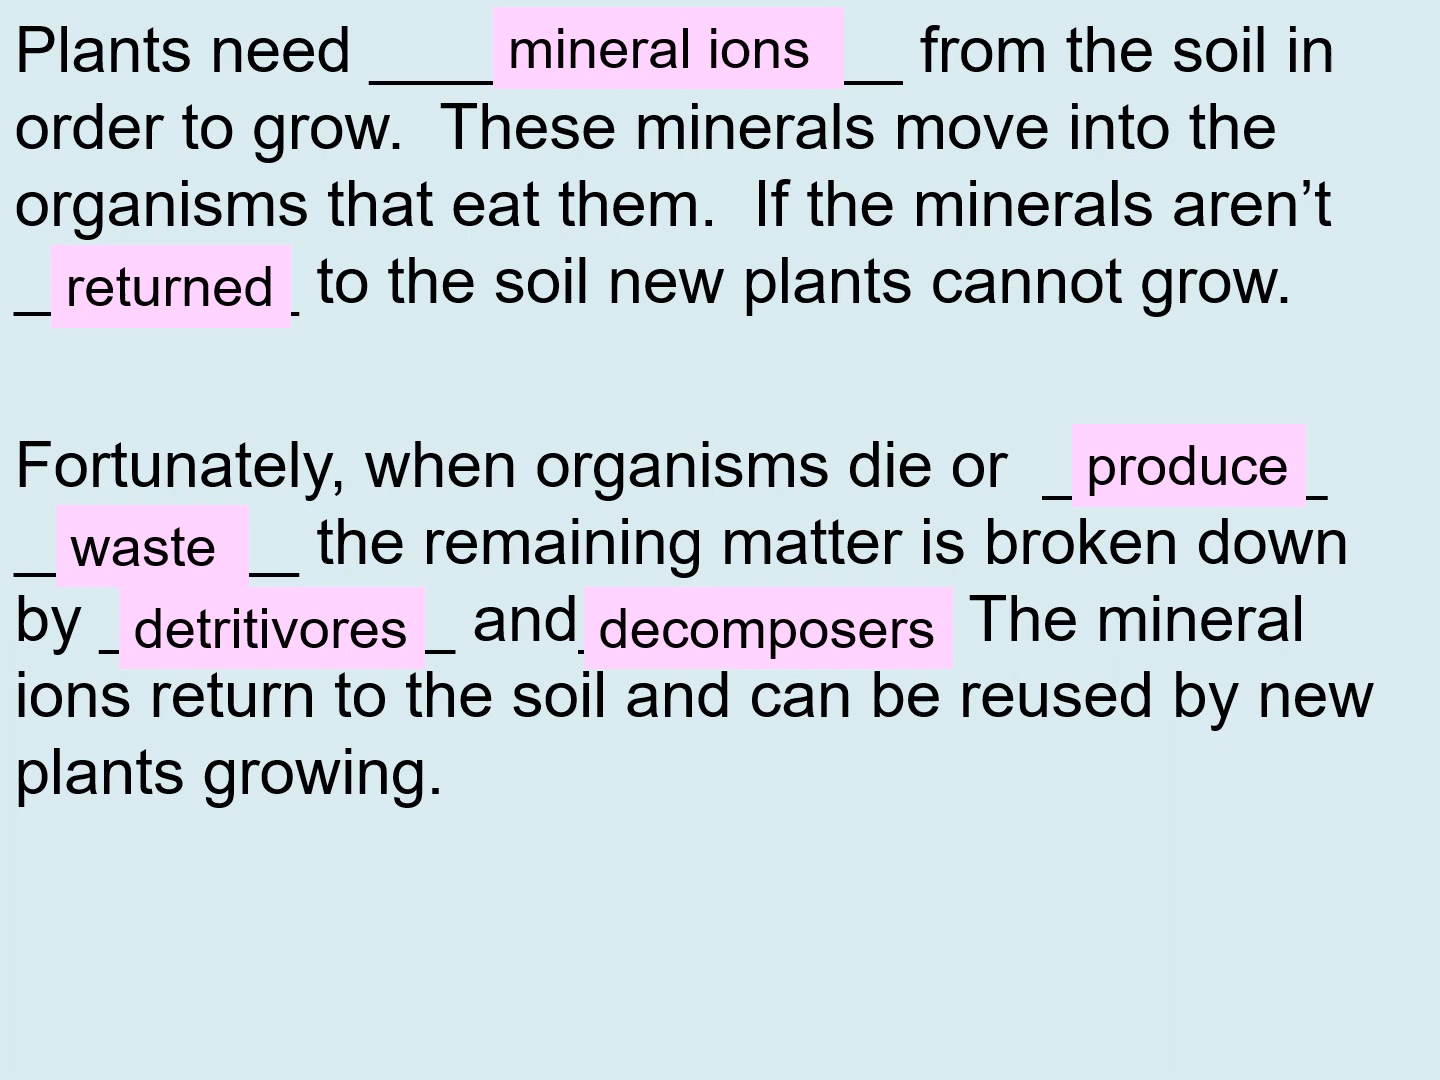 Plants need ____mineral ions__ from the soil in
order to grow.  These minerals move into the
organisms that eat them.  If the minerals aren’t
_returned_ to the soil new plants cannot grow.
Fortunately, when organisms die or _produce_
_waste__ the remaining matter is broken down
by _detritivores_ and_decomposers The mineral
ions return to the soil and can be reused by new
plants growing.